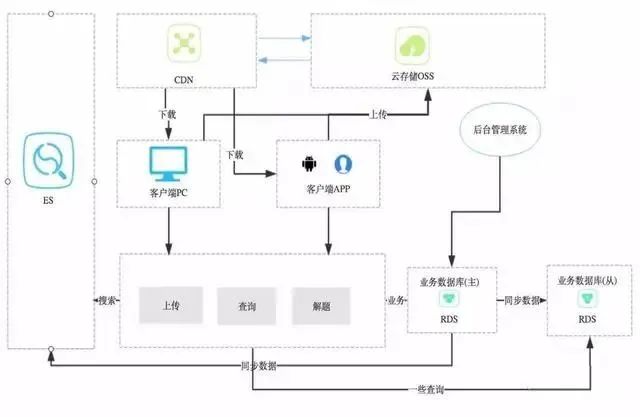 CDN
云存储OSS
下载
上传
下载
后台管理系统
客户端PC
客户端APP
ES
业务数据库(主)
RDS
业务数据库(从)
RDS
搜索
上传
查询
解题
业务
同步数据
同步数据
一些查询